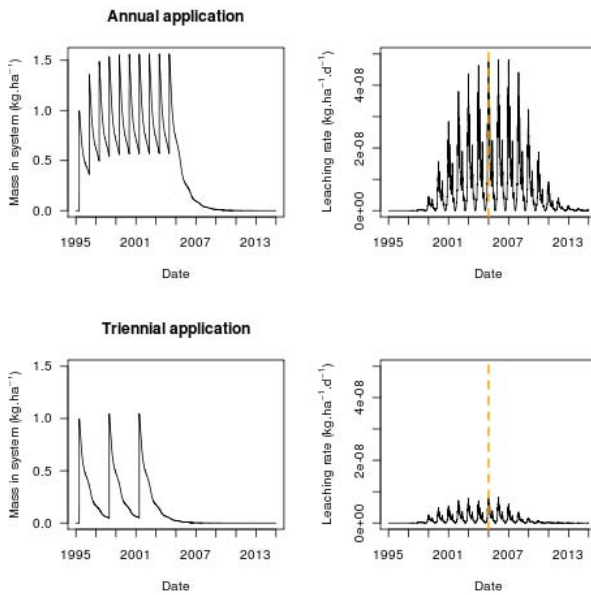 Annual application
Mass in system (kg.ha⁻¹)
0.0 0.5 1.0 1.5
1995 2001 2007 2013
Date
Leaching rate (kg.ha⁻¹.d⁻¹)
0e+00 2e-08 4e-08
1995 2001 2007 2013
Date
Triennial application
Mass in system (kg.ha⁻¹)
0.0 0.5 1.0 1.5
1995 2001 2007 2013
Date
Leaching rate (kg.ha⁻¹.d⁻¹)
0e+00 2e-08 4e-08
1995 2001 2007 2013
Date